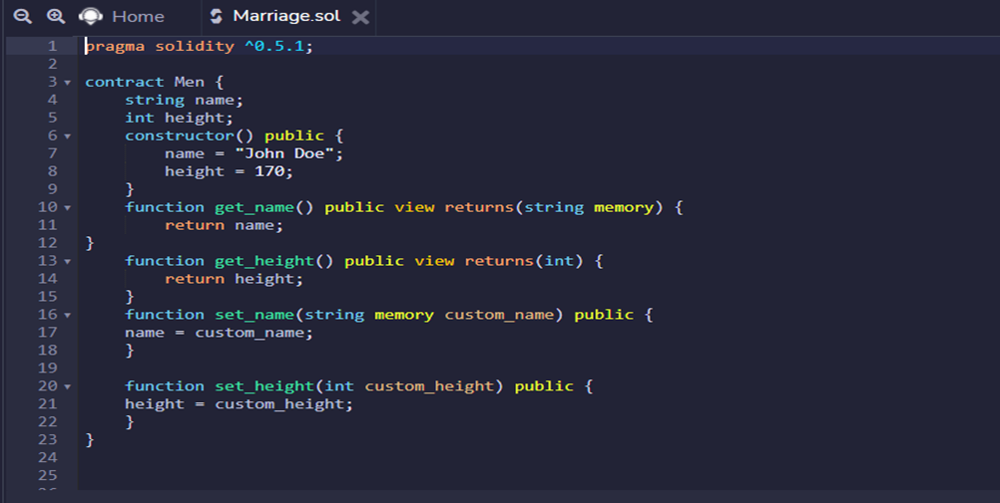 Home Marriage.sol
1 pragma solidity ^0.5.1;
2
3 contract Men {
4     string name;
5     int height;
6     constructor() public {
7         name = "John Doe";
8         height = 170;
9     }
10     function get_name() public view returns(string memory) {
11         return name;
12 }
13     function get_height() public view returns(int) {
14         return height;
15     }
16     function set_name(string memory custom_name) public {
17     name = custom_name;
18     }
19
20     function set_height(int custom_height) public {
21     height = custom_height;
22     }
23 }
24
25